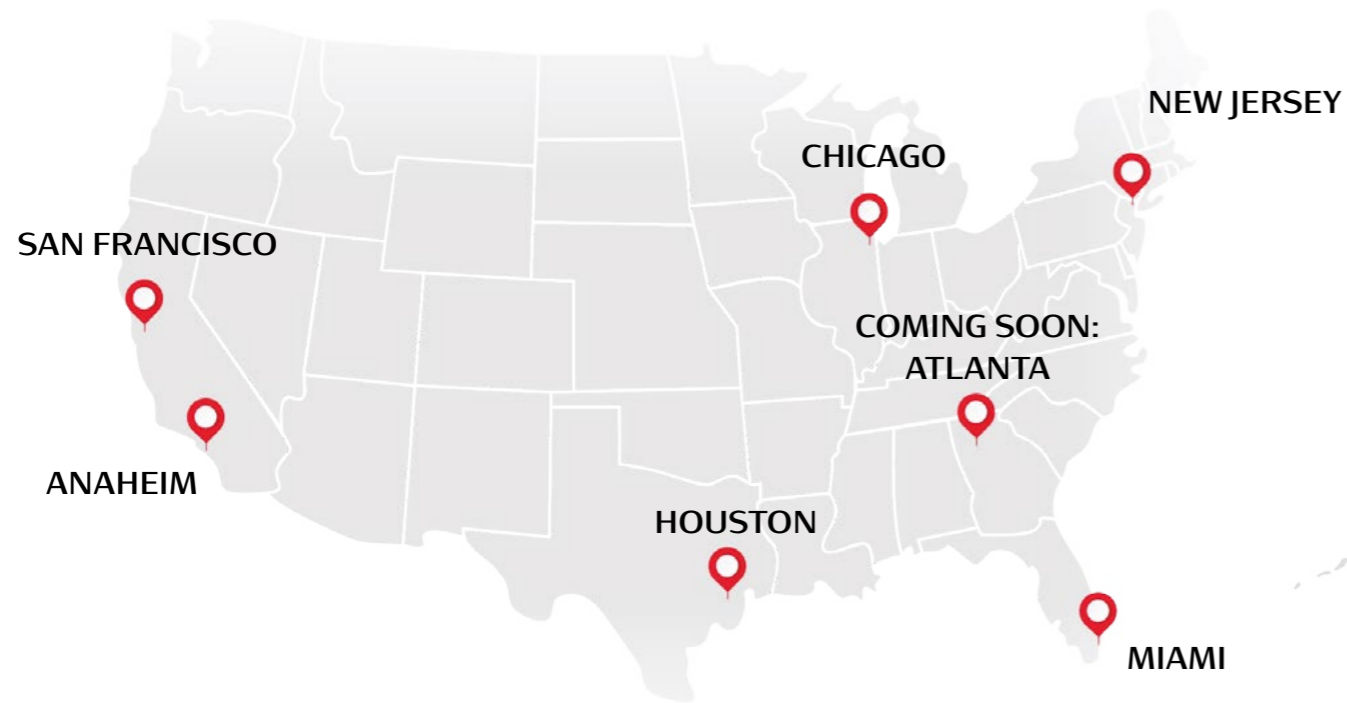 NEW JERSEY
CHICAGO
SAN FRANCISCO
COMING SOON:
ATLANTA
ANAHEIM
HOUSTON
MIAMI